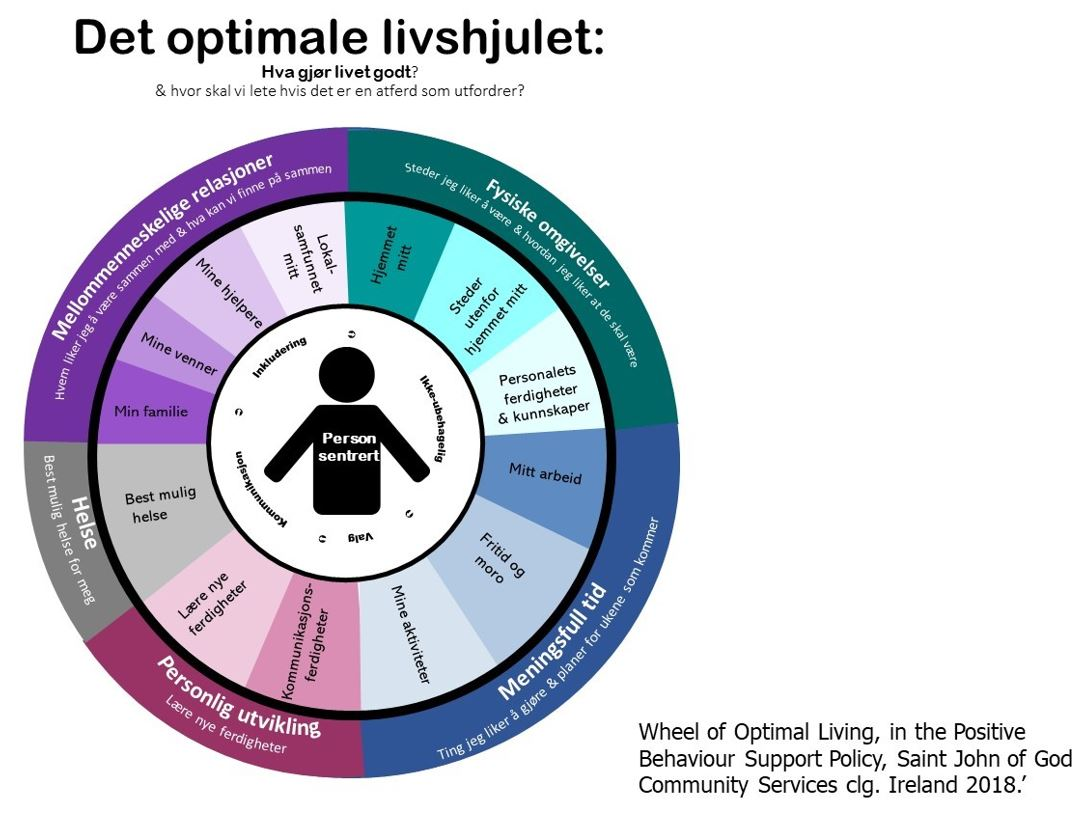 Det optimale livshjulet:
Hva gjør livet godt?
& hvor skal vi lete hvis det er en atferd som utfordrer?
Mellommenneskelige relasjoner
Hvem liker jeg å være sammen med & hva kan vi finne på sammen
Fysiske omgivelser
Steder jeg liker å være & hvordan jeg liker at de skal være
Lokal-
samfunnet
mitt
Hjemmet
mitt
Mine hjelpere
Steder
utenfor
hjemmet mitt
Mine venner
Personalets
ferdigheter
& kunnskaper
Min familie
Inkludering
Ikke-ubehagelig
Person
sentrert
Kommunikasjon
Valg
Mitt arbeid
Best mulig
helse
Fritid og
moro
Lære nye
ferdigheter
Kommunikasjons-
ferdigheter
Mine aktiviteter
Helse
Best mulig helse for meg
Meningsfull tid
Ting jeg liker å gjøre & planer for ukene som kommer
Personlig utvikling
Lære nye ferdigheter
Wheel of Optimal Living, in the Positive
Behaviour Support Policy, Saint John of God
Community Services clg. Ireland 2018.’